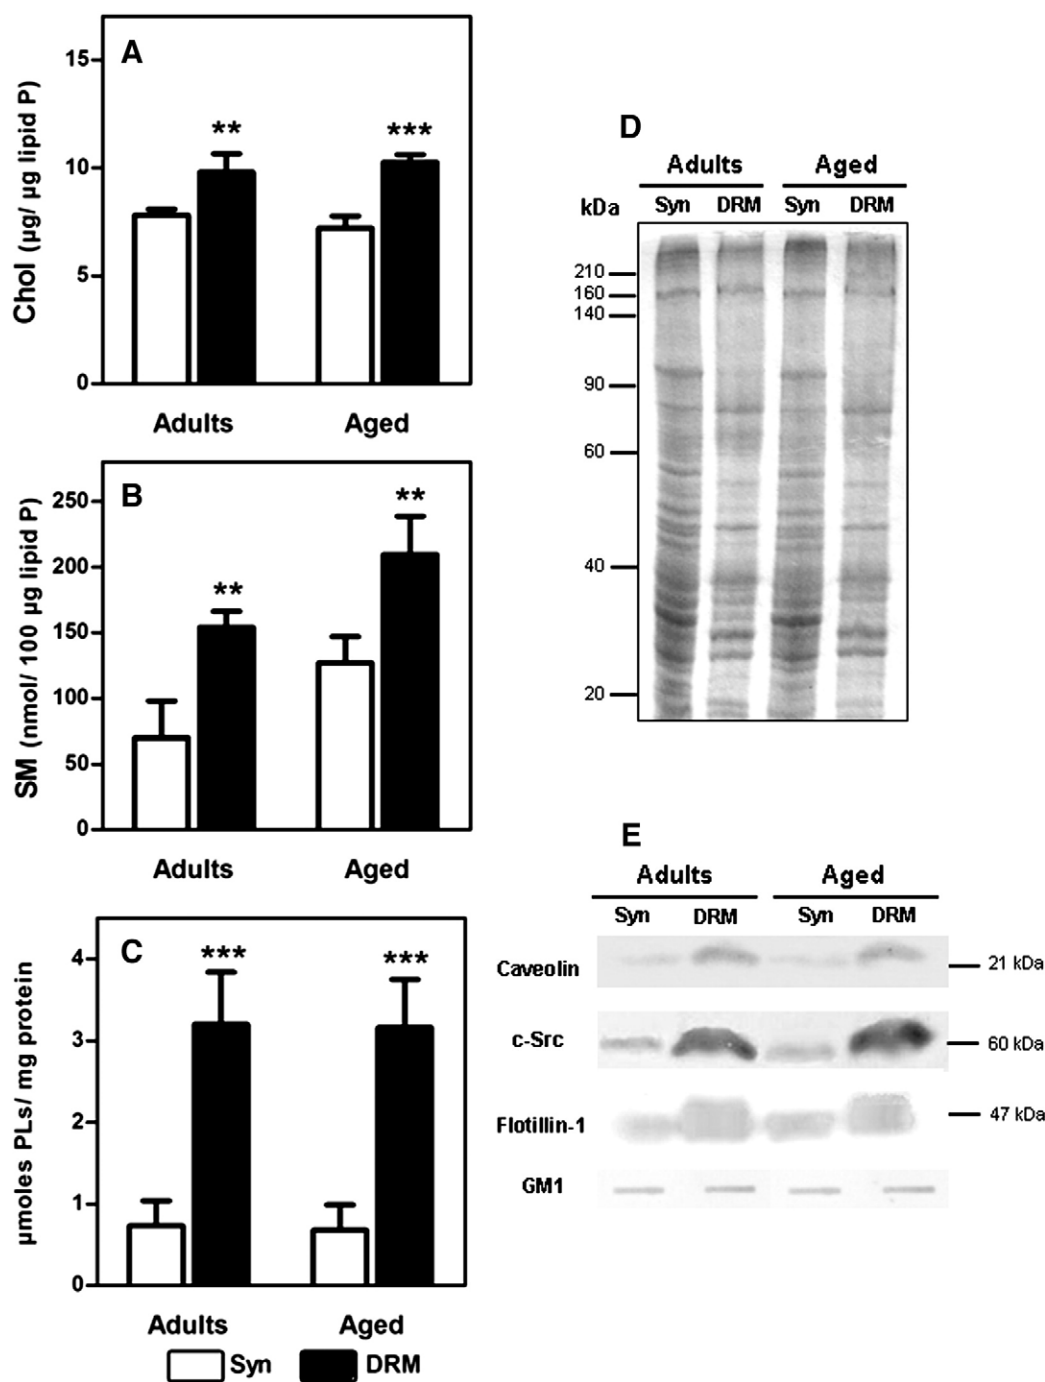 A
Chol (µg/ µg lipid P)
15
10
5
0
**
***
Adults Aged
B
SM (nmol/ 100 µg lipid P)
250
200
150
100
50
0
**
**
Adults Aged
C
µmoles PLs/ mg protein
4
3
2
1
0
***
***
Adults Aged
Syn DRM
D
Adults Aged
kDa Syn DRM Syn DRM
210
160
140
90
60
40
20
E
Adults Aged
Syn DRM Syn DRM
Caveolin 21 kDa
c-Src 60 kDa
Flotillin-1 47 kDa
GM1